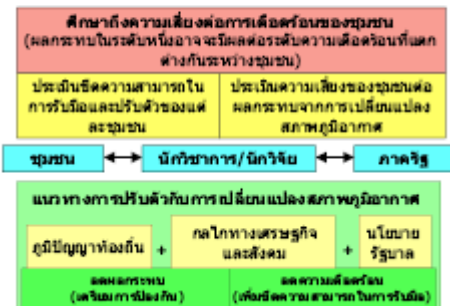 ศึกษาถึงความเสี่ยงต่อการเดือดร้อนของชุมชน
(ผลกระทบในระดับหนึ่งอาจจะมีผลต่อระดับความเดือดร้อนที่แตก
ต่างกันระหว่างชุมชน)
ประเมินขีดความสามารถใน
การรับมือและปรับตัวของแต่
ละชุมชน
ประเมินความเสี่ยงของชุมชนต่อ
ผลกระทบจากการเปลี่ยนแปลง
สภาพภูมิอากาศ
ชุมชน
นักวิชาการ/นักวิจัย
ภาครัฐ
แนวทางการปรับตัวกับการเปลี่ยนแปลงสภาพภูมิอากาศ
ภูมิปัญญาท้องถิ่น
+
กลไกทางเศรษฐกิจ
และสังคม
+
นโยบาย
รัฐบาล
ลดผลกระทบ
(เตรียมการป้องกัน)
ลดความเดือดร้อน
(เพิ่มขีดความสามารถในการรับมือ)